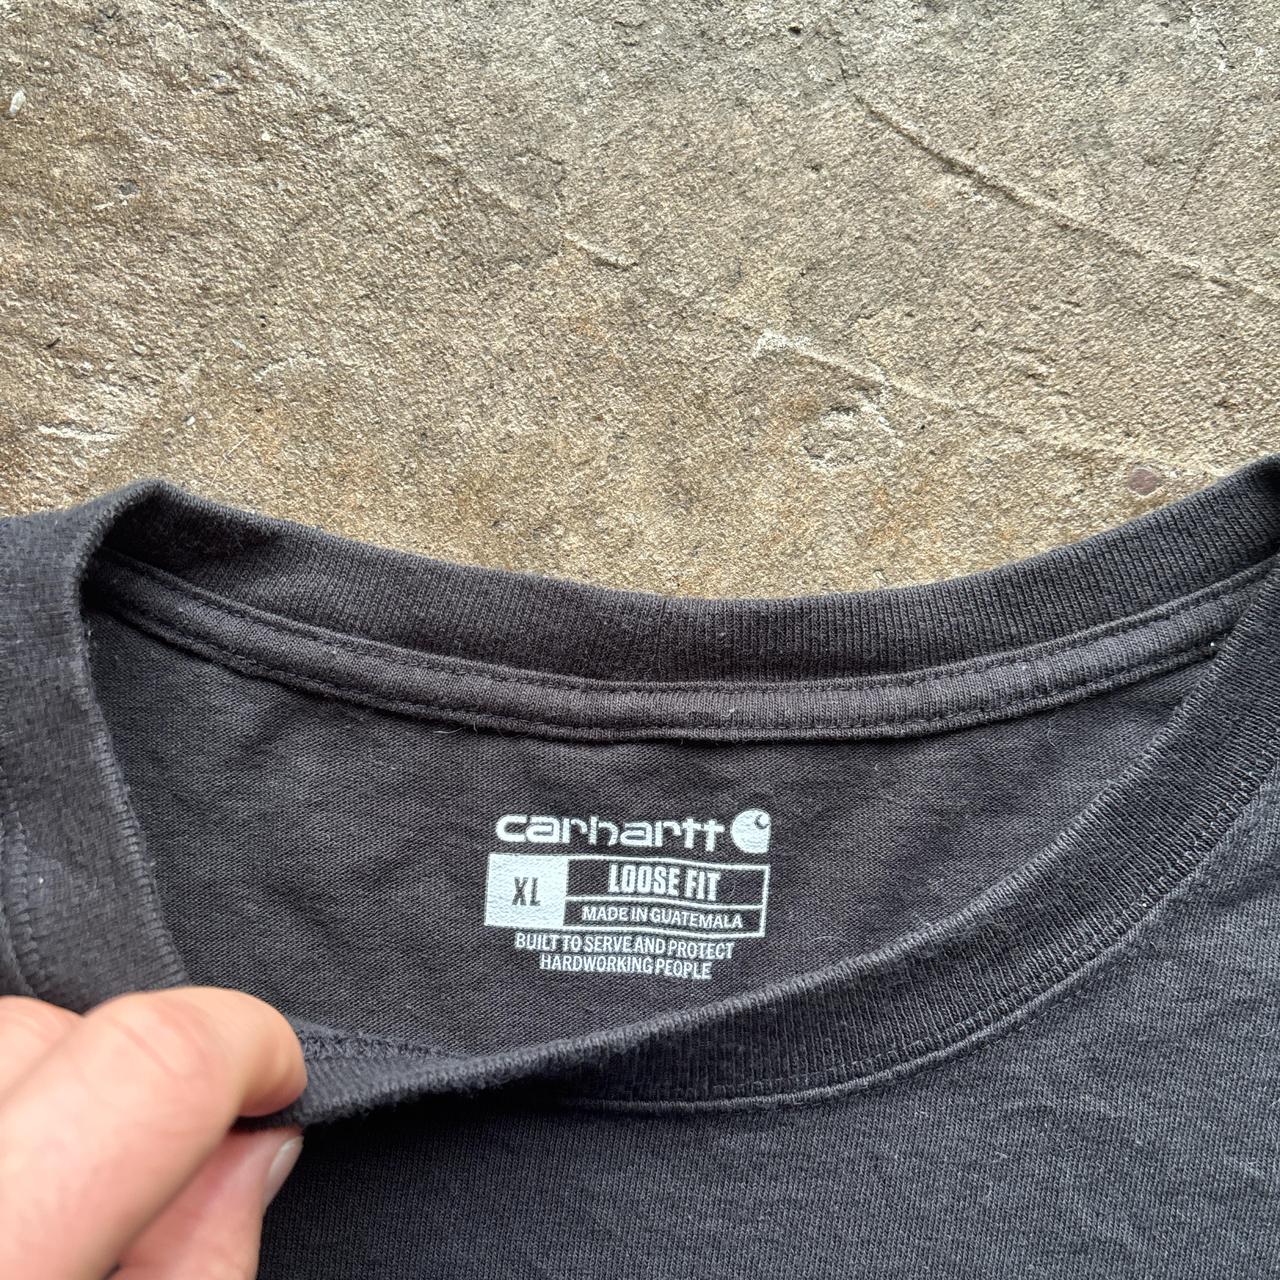 carhartt
XL
LOOSE FIT
MADE IN GUATEMALA
BUILT TO SERVE AND PROTECT
HARDWORKING PEOPLE